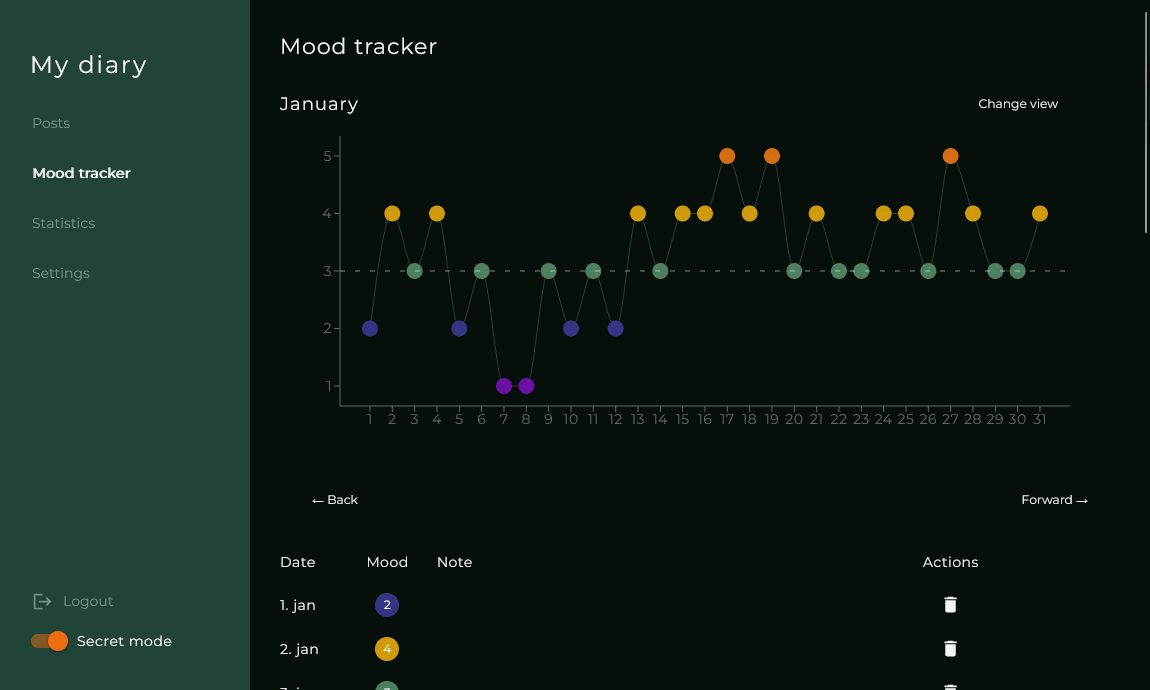 My diary
Posts
Mood tracker
Statistics
Settings
Logout
Secret mode
Mood tracker
January
Change view
5
4
3
2
1
1 2 3 4 5 6 7 8 9 10 11 12 13 14 15 16 17 18 19 20 21 22 23 24 25 26 27 28 29 30 31
← Back
Forward →
Date Mood Note Actions
1. jan 2
2. jan 4